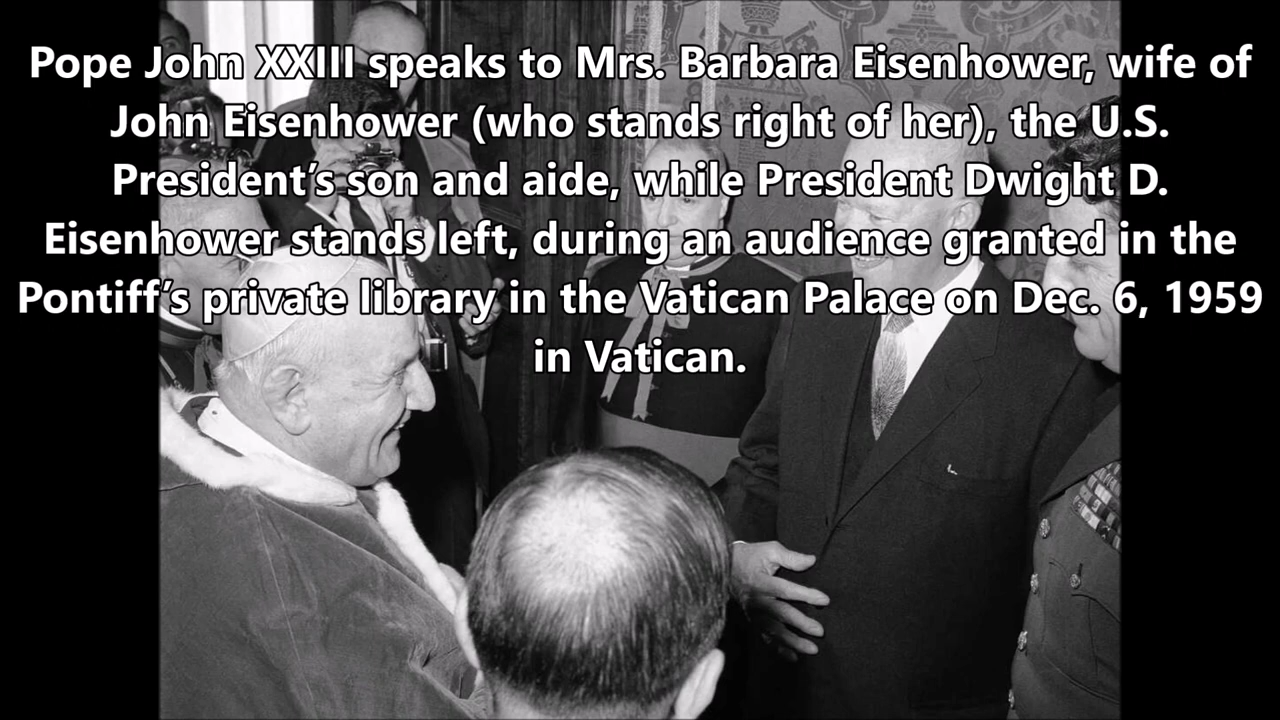 Pope John XXIII speaks to Mrs. Barbara Eisenhower, wife of
John Eisenhower (who stands right of her), the U.S.
President’s son and aide, while President Dwight D.
Eisenhower stands left, during an audience granted in the
Pontiff’s private library in the Vatican Palace on Dec. 6, 1959
in Vatican.